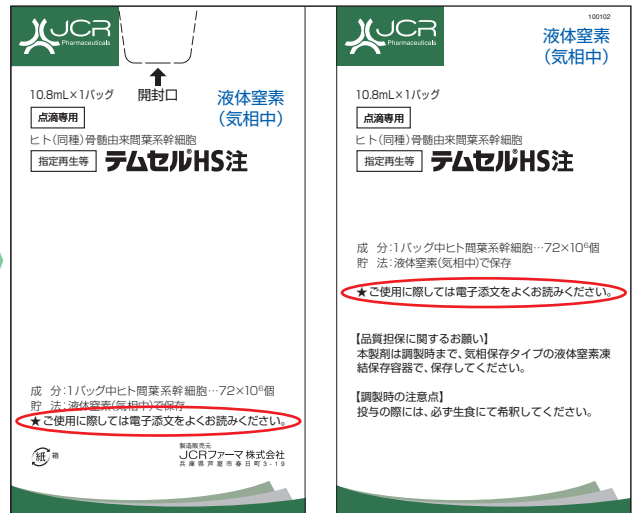 JCR
Pharmaceuticals
開封口
10.8mL×1バッグ
液体窒素
(気相中)
点滴専用
ヒト(同種)骨髄由来間葉系幹細胞
指定再生等 テムセル®HS注
成 分:1バッグ中ヒト間葉系幹細胞…72×10⁶個
貯 法:液体窒素(気相中)で保存
★ご使用に際しては電子添文をよくお読みください。
紙 箱
製造販売元
JCRファーマ株式会社
兵庫県芦屋市春日町3-19
JCR
Pharmaceuticals
100102
液体窒素
(気相中)
10.8mL×1バッグ
点滴専用
ヒト(同種)骨髄由来間葉系幹細胞
指定再生等 テムセル®HS注
成 分:1バッグ中ヒト間葉系幹細胞…72×10⁶個
貯 法:液体窒素(気相中)で保存
★ご使用に際しては電子添文をよくお読みください。
【品質担保に関するお願い】
本製剤は調製時まで、気相保存タイプの液体窒素凍
結保存容器で、保存してください。
【調製時の注意点】
投与の際には、必ず生食にて希釈してください。